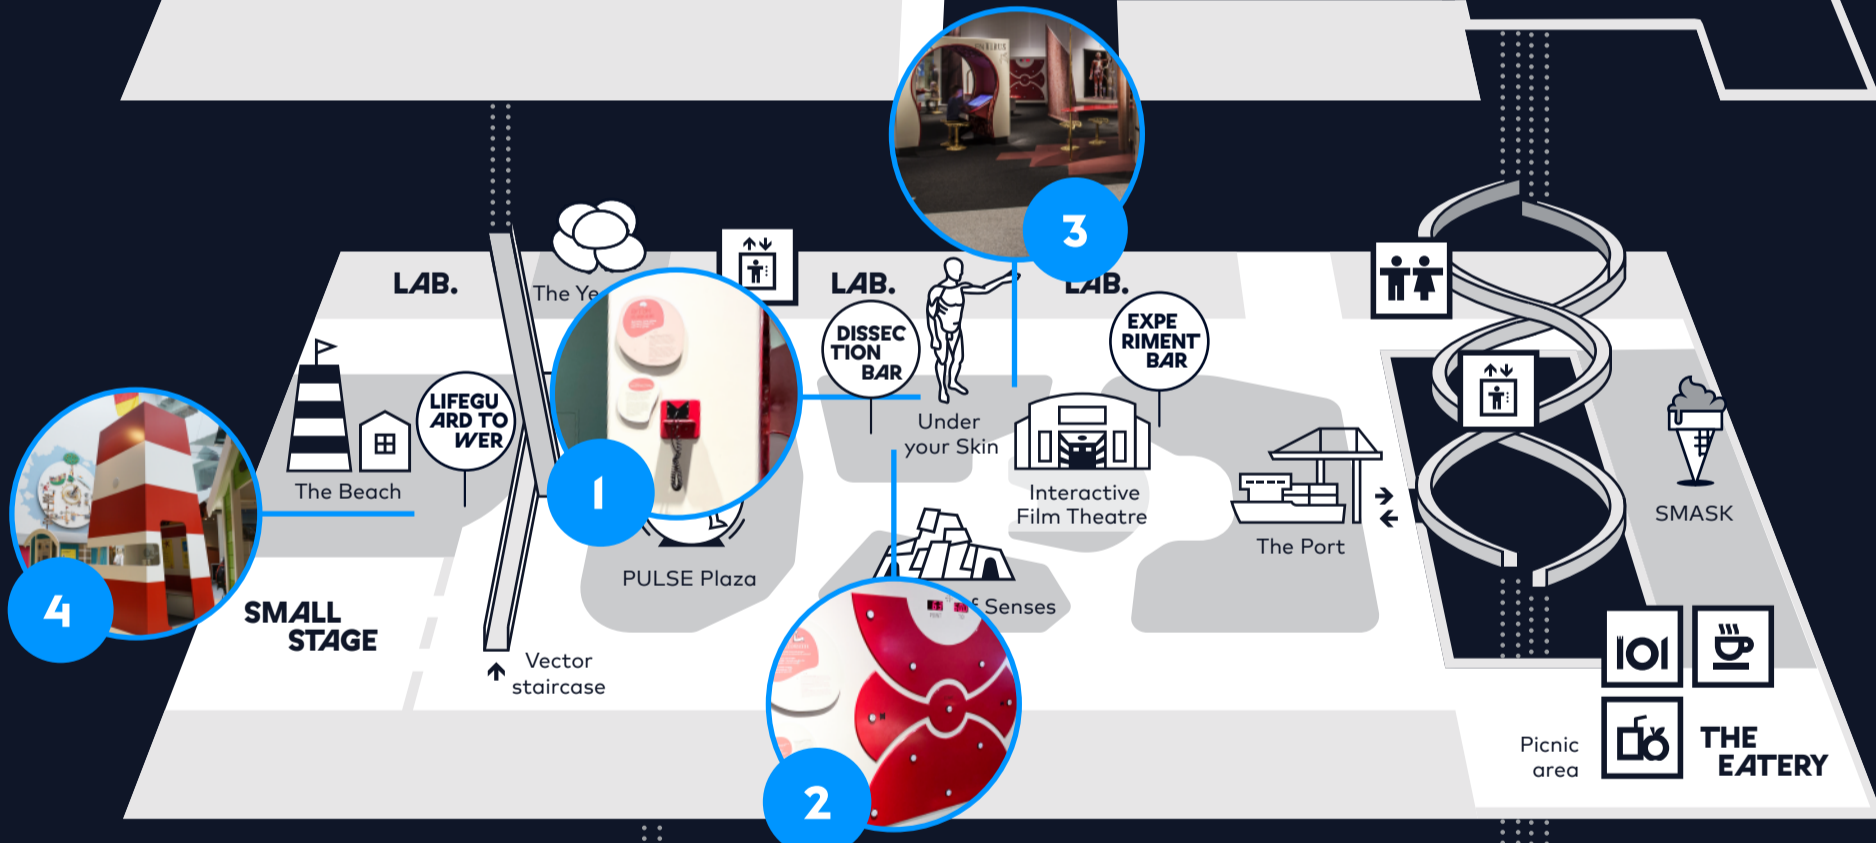 3
LAB.
The Ye
LAB.
LAB.
DISSEC
TION
BAR
EXPE
RIMENT
BAR
LIFEGU
ARD TO
WER
Under
your Skin
The Beach
1
Interactive
Film Theatre
SMASK
The Port
PULSE Plaza
Senses
4
SMALL
STAGE
Vector
staircase
2
Picnic
area
THE
EATERY